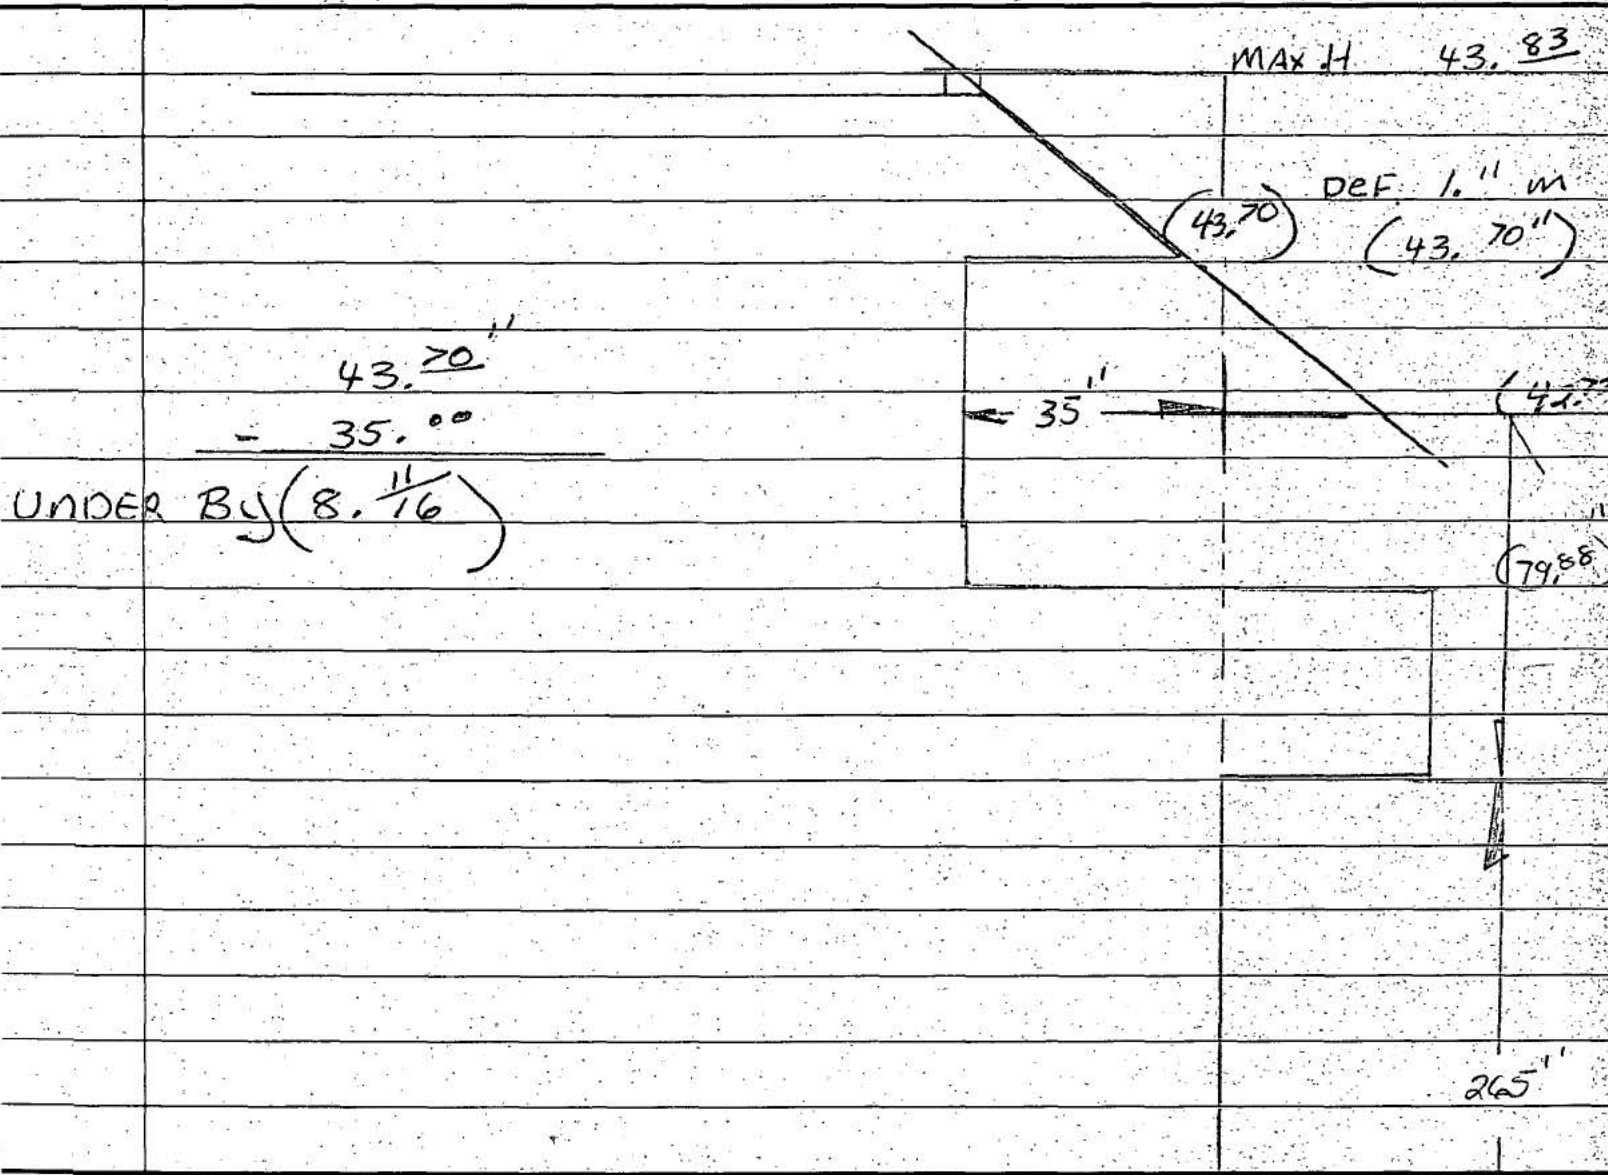 MAX H 43.83
DEF. 1." in
(43.70)
(43.70")
43.70"
35"
- 35.00
UNDER By (8. 11/16)
(79.88")
265"